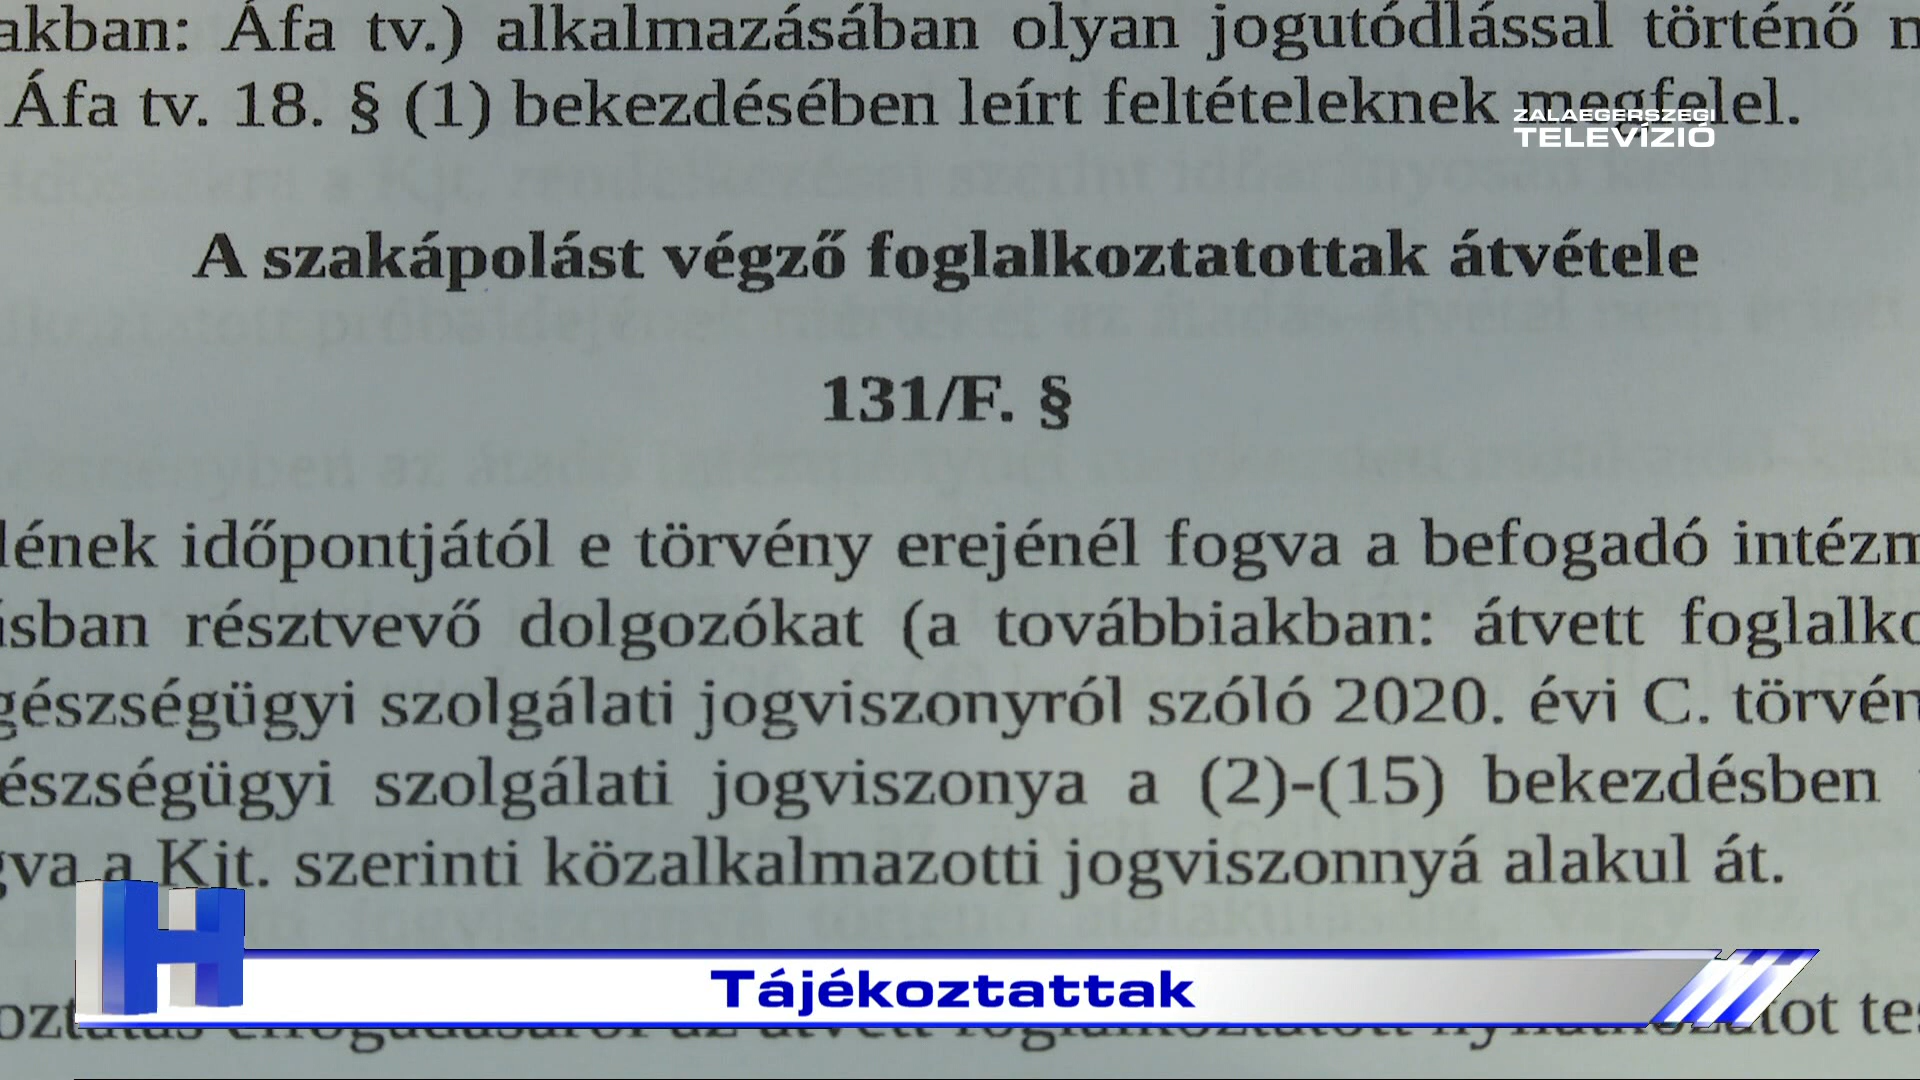 akban: Áfa tv.) alkalmazásában olyan jogutódlással történő
Áfa tv. 18. § (1) bekezdésében leírt feltételeknek megfelel.
ZALAEGERSZEGI
TELEVÍZIÓ
A szakápolást végző foglalkoztatottak átvétele
131/F. §
lének időpontjától e törvény erejénél fogva a befogadó intézm
ásban résztvevő dolgozókat (a továbbiakban: átvett foglalko
gészségügyi szolgálati jogviszonyról szóló 2020. évi C. törvén
észségügyi szolgálati jogviszonya a (2)-(15) bekezdésben
gva a Kjt. szerinti közalkalmazotti jogviszonnyá alakul át.
H
Tájékoztattak